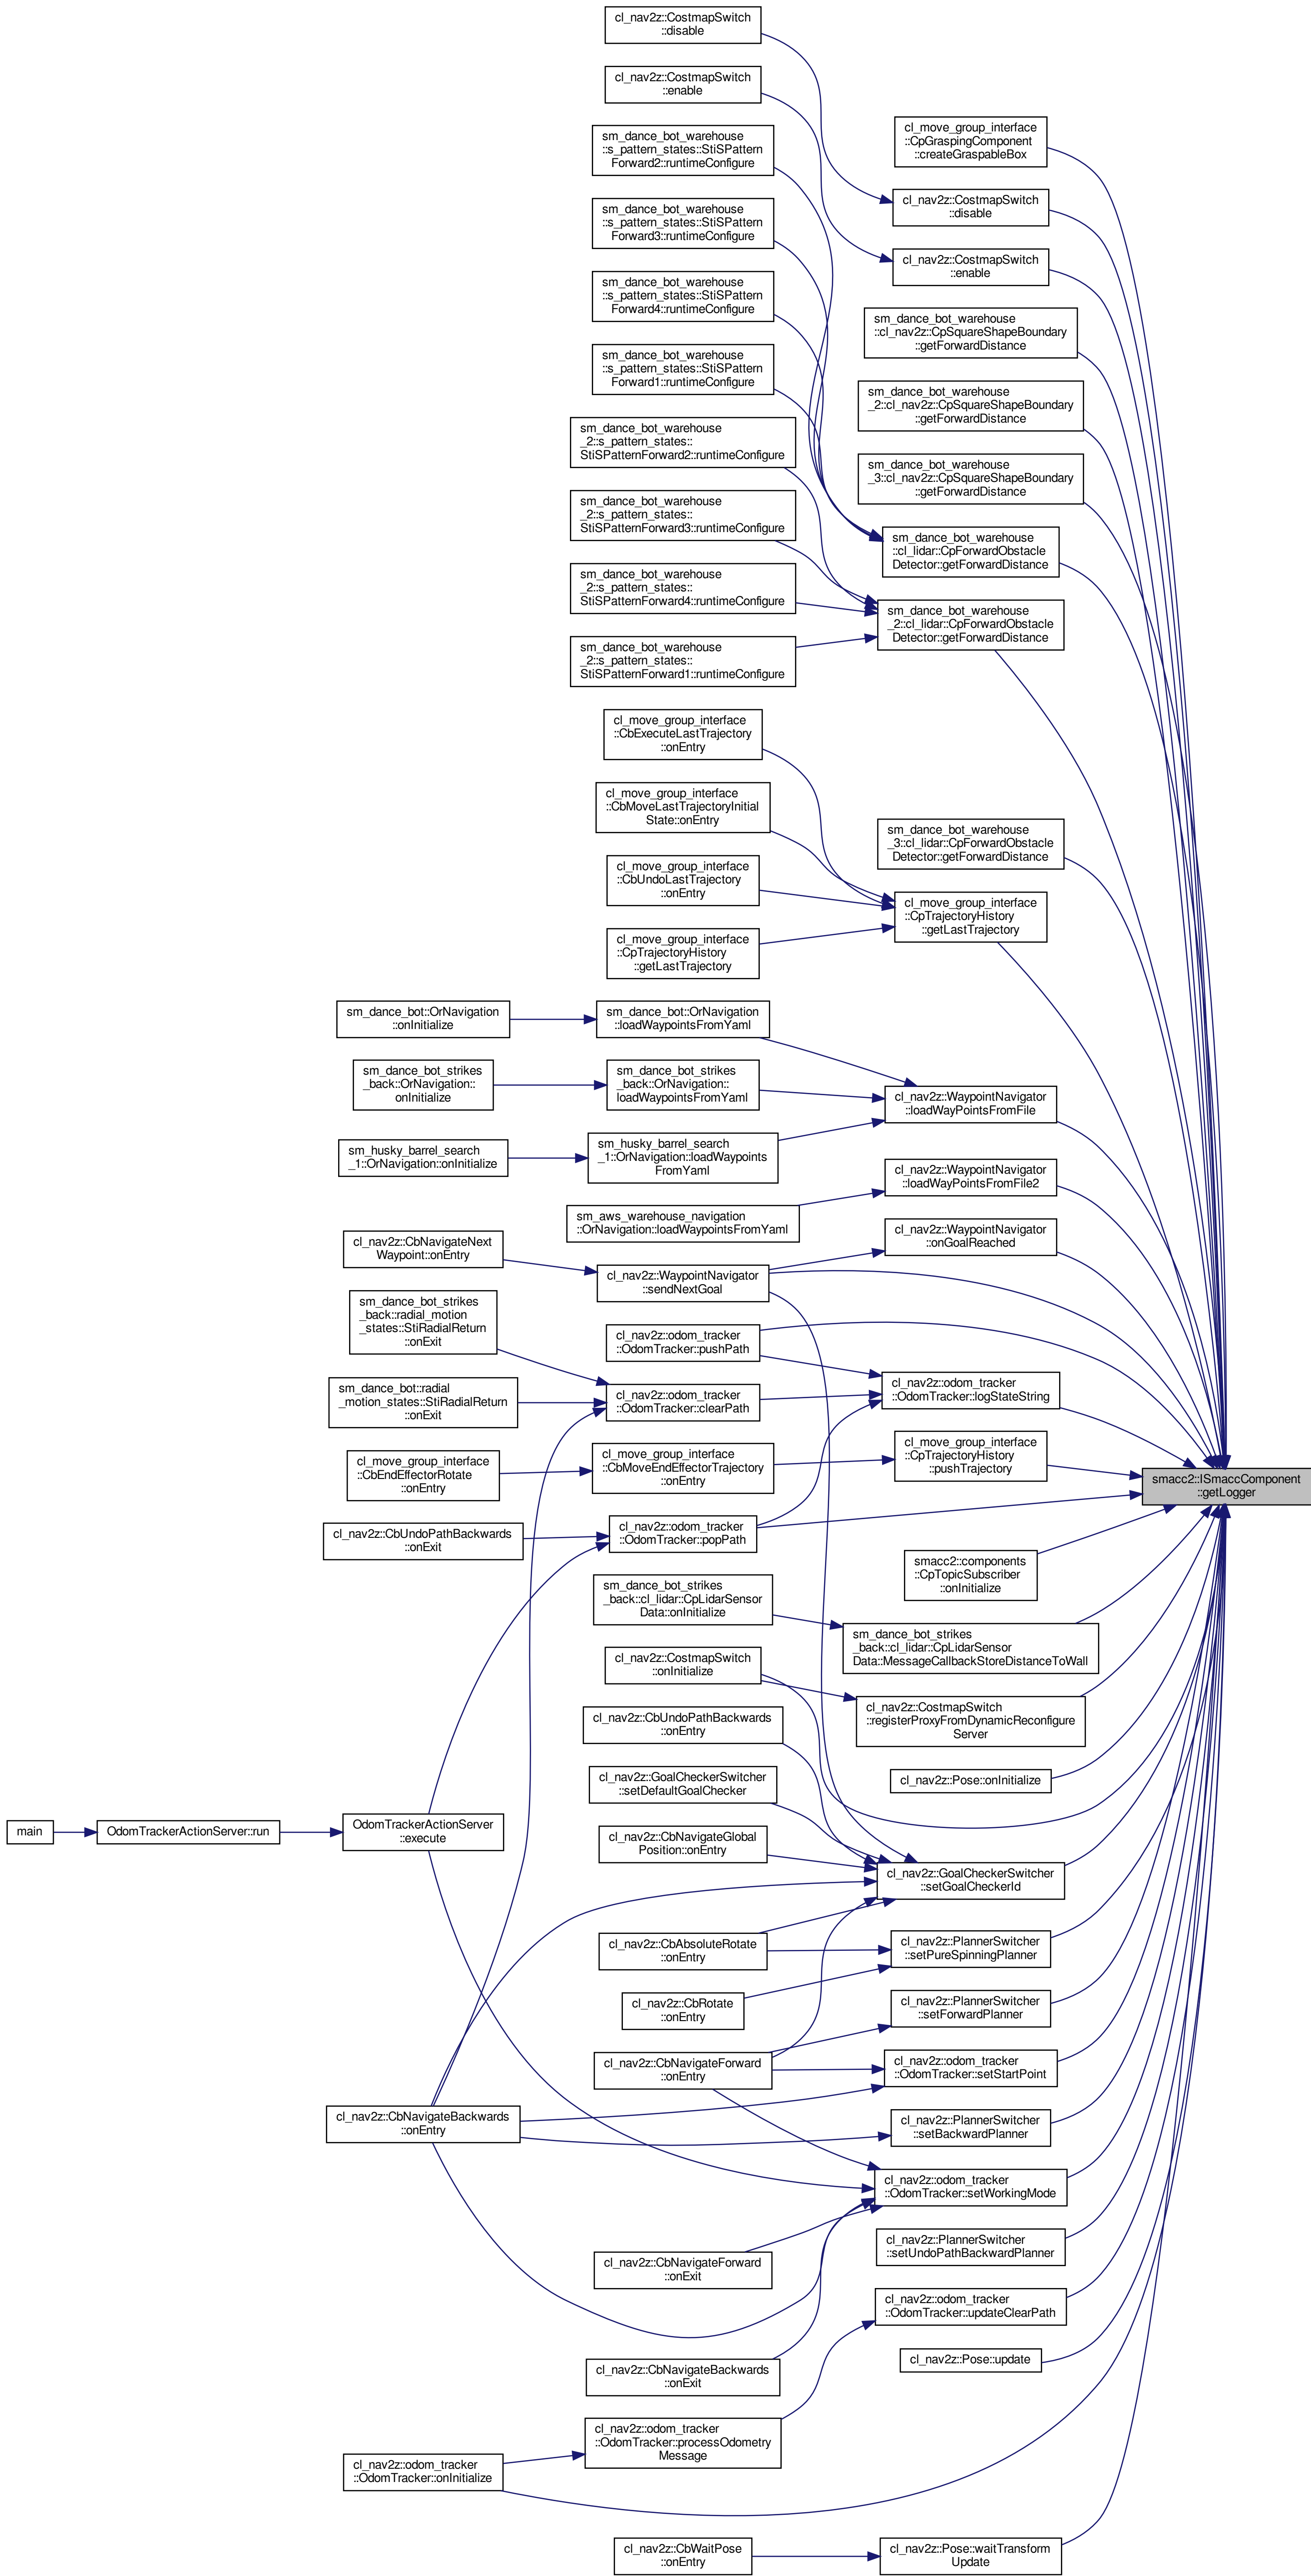 cl_nav2z::CostmapSwitch
::disable
cl_nav2z::CostmapSwitch
::enable
sm_dance_bot_warehouse
::s_pattern_states::StiSPattern
Forward2::runtimeConfigure
sm_dance_bot_warehouse
::s_pattern_states::StiSPattern
Forward3::runtimeConfigure
sm_dance_bot_warehouse
::s_pattern_states::StiSPattern
Forward4::runtimeConfigure
sm_dance_bot_warehouse
::s_pattern_states::StiSPattern
Forward1::runtimeConfigure
sm_dance_bot_warehouse
_2::s_pattern_states::
StiSPatternForward2::runtimeConfigure
sm_dance_bot_warehouse
_2::s_pattern_states::
StiSPatternForward3::runtimeConfigure
sm_dance_bot_warehouse
_2::s_pattern_states::
StiSPatternForward4::runtimeConfigure
sm_dance_bot_warehouse
_2::s_pattern_states::
StiSPatternForward1::runtimeConfigure
cl_move_group_interface
::CpGraspingComponent
::createGraspableBox
cl_nav2z::CostmapSwitch
::disable
cl_nav2z::CostmapSwitch
::enable
sm_dance_bot_warehouse
::cl_nav2z::CpSquareShapeBoundary
::getForwardDistance
sm_dance_bot_warehouse
_2::cl_nav2z::CpSquareShapeBoundary
::getForwardDistance
sm_dance_bot_warehouse
_3::cl_nav2z::CpSquareShapeBoundary
::getForwardDistance
sm_dance_bot_warehouse
::cl_lidar::CpForwardObstacle
Detector::getForwardDistance
sm_dance_bot_warehouse
_2::cl_lidar::CpForwardObstacle
Detector::getForwardDistance
cl_move_group_interface
::CbExecuteLastTrajectory
::onEntry
cl_move_group_interface
::CbMoveLastTrajectoryInitial
State::onEntry
cl_move_group_interface
::CbUndoLastTrajectory
::onEntry
cl_move_group_interface
::CpTrajectoryHistory
::getLastTrajectory
sm_dance_bot_warehouse
_3::cl_lidar::CpForwardObstacle
Detector::getForwardDistance
cl_move_group_interface
::CpTrajectoryHistory
::getLastTrajectory
sm_dance_bot::OrNavigation
::onInitialize
sm_dance_bot::OrNavigation
::loadWaypointsFromYaml
sm_dance_bot_strikes
_back::OrNavigation::
onInitialize
sm_dance_bot_strikes
_back::OrNavigation::
loadWaypointsFromYaml
cl_nav2z::WaypointNavigator
::loadWayPointsFromFile
sm_husky_barrel_search
_1::OrNavigation::onInitialize
sm_husky_barrel_search
_1::OrNavigation::loadWaypoints
FromYaml
cl_nav2z::WaypointNavigator
::loadWayPointsFromFile2
sm_aws_warehouse_navigation
::OrNavigation::loadWaypointsFromYaml
cl_nav2z::WaypointNavigator
::onGoalReached
cl_nav2z::CbNavigateNext
Waypoint::onEntry
cl_nav2z::WaypointNavigator
::sendNextGoal
sm_dance_bot_strikes
_back::radial_motion
_states::StiRadialReturn
::onExit
cl_nav2z::odom_tracker
::OdomTracker::pushPath
sm_dance_bot::radial
_motion_states::StiRadialReturn
::onExit
cl_nav2z::odom_tracker
::OdomTracker::clearPath
cl_nav2z::odom_tracker
::OdomTracker::logStateString
cl_move_group_interface
::CbEndEffectorRotate
::onEntry
cl_move_group_interface
::CbMoveEndEffectorTrajectory
::onEntry
cl_move_group_interface
::CpTrajectoryHistory
::pushTrajectory
smacc2::ISmaccComponent
::getLogger
cl_nav2z::CbUndoPathBackwards
::onExit
cl_nav2z::odom_tracker
::OdomTracker::popPath
smacc2::components
::CpTopicSubscriber
::onInitialize
sm_dance_bot_strikes
_back::cl_lidar::CpLidarSensor
Data::onInitialize
sm_dance_bot_strikes
_back::cl_lidar::CpLidarSensor
Data::MessageCallbackStoreDistanceToWall
cl_nav2z::CostmapSwitch
::onInitialize
cl_nav2z::CostmapSwitch
::registerProxyFromDynamicReconfigure
Server
cl_nav2z::CbUndoPathBackwards
::onEntry
cl_nav2z::Pose::onInitialize
cl_nav2z::GoalCheckerSwitcher
::setDefaultGoalChecker
main
OdomTrackerActionServer::run
OdomTrackerActionServer
::execute
cl_nav2z::CbNavigateGlobal
Position::onEntry
cl_nav2z::GoalCheckerSwitcher
::setGoalCheckerId
cl_nav2z::CbAbsoluteRotate
::onEntry
cl_nav2z::PlannerSwitcher
::setPureSpinningPlanner
cl_nav2z::CbRotate
::onEntry
cl_nav2z::PlannerSwitcher
::setForwardPlanner
cl_nav2z::CbNavigateForward
::onEntry
cl_nav2z::odom_tracker
::OdomTracker::setStartPoint
cl_nav2z::CbNavigateBackwards
::onEntry
cl_nav2z::PlannerSwitcher
::setBackwardPlanner
cl_nav2z::odom_tracker
::OdomTracker::setWorkingMode
cl_nav2z::CbNavigateForward
::onExit
cl_nav2z::PlannerSwitcher
::setUndoPathBackwardPlanner
cl_nav2z::odom_tracker
::OdomTracker::updateClearPath
cl_nav2z::CbNavigateBackwards
::onExit
cl_nav2z::Pose::update
cl_nav2z::odom_tracker
::OdomTracker::processOdometry
Message
cl_nav2z::odom_tracker
::OdomTracker::onInitialize
cl_nav2z::CbWaitPose
::onEntry
cl_nav2z::Pose::waitTransform
Update